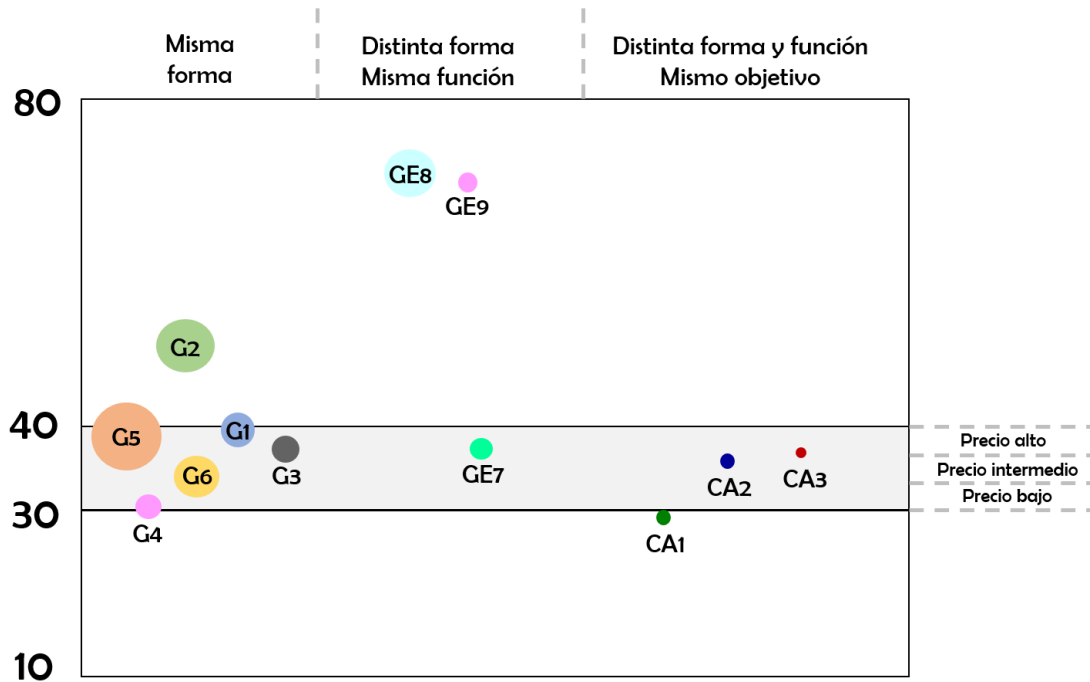 Misma
forma
Distinta forma
Misma función
Distinta forma y función
Mismo objetivo
80
GE8
GE9
G2
40
G5
G1
G6
G3
GE7
CA2
CA3
Precio alto
Precio intermedio
Precio bajo
30
G4
CA1
10